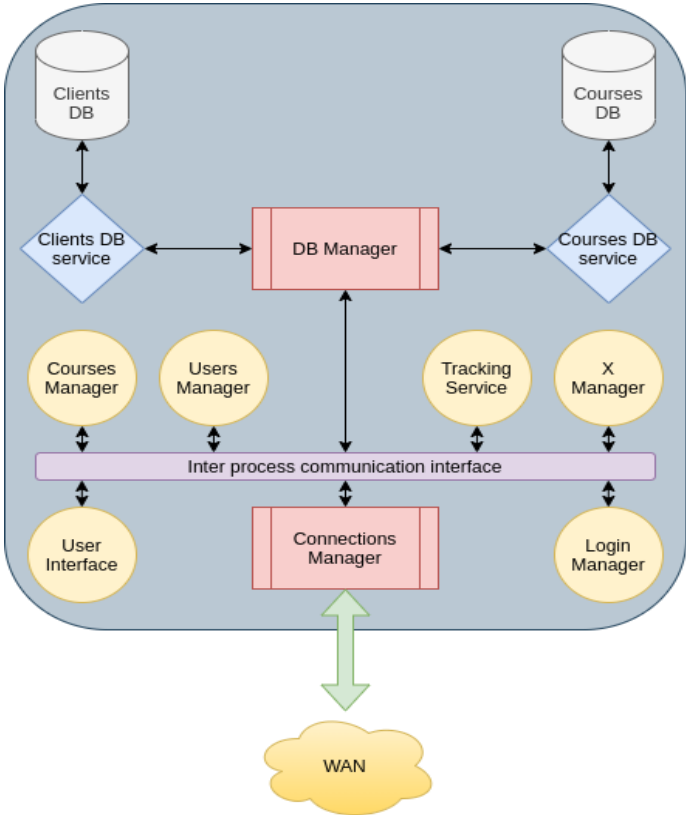 Clients
DB
Courses
DB
Clients DB
service
DB Manager
Courses DB
service
Courses
Manager
Users
Manager
Tracking
Service
X
Manager
Inter process communication interface
User
Interface
Connections
Manager
Login
Manager
WAN